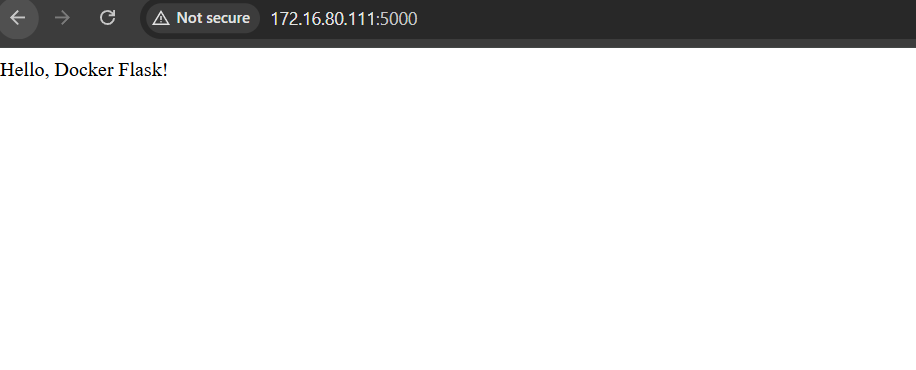 Not secure 172.16.80.111:5000
Hello, Docker Flask!